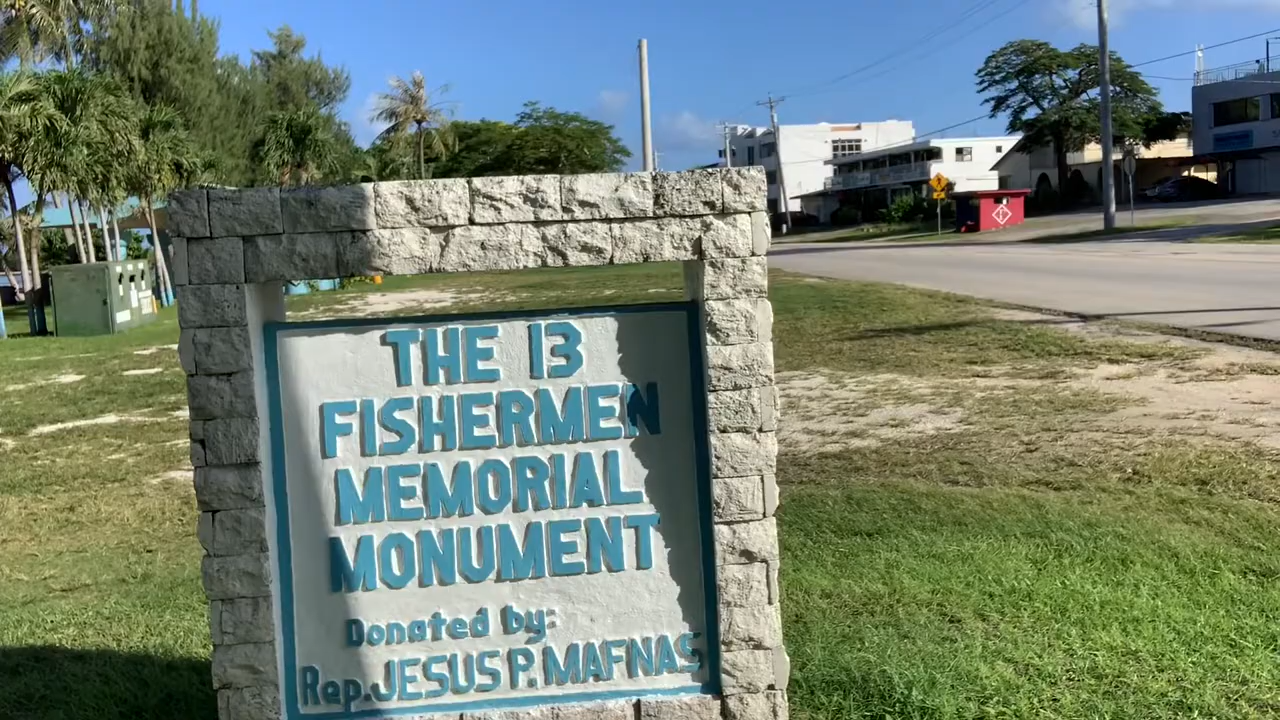 THE 13
FISHERMEN
MEMORIAL
MONUMENT
Donated by:
Rep. JESUS P. MAFNAS